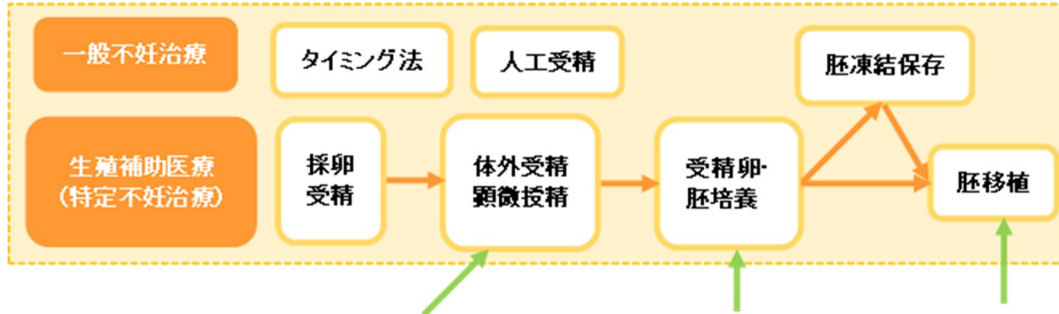 一般不妊治療
タイミング法
人工受精
胚凍結保存
生殖補助医療
(特定不妊治療)
採卵
受精
体外受精
顕微授精
受精卵・
胚培養
胚移植